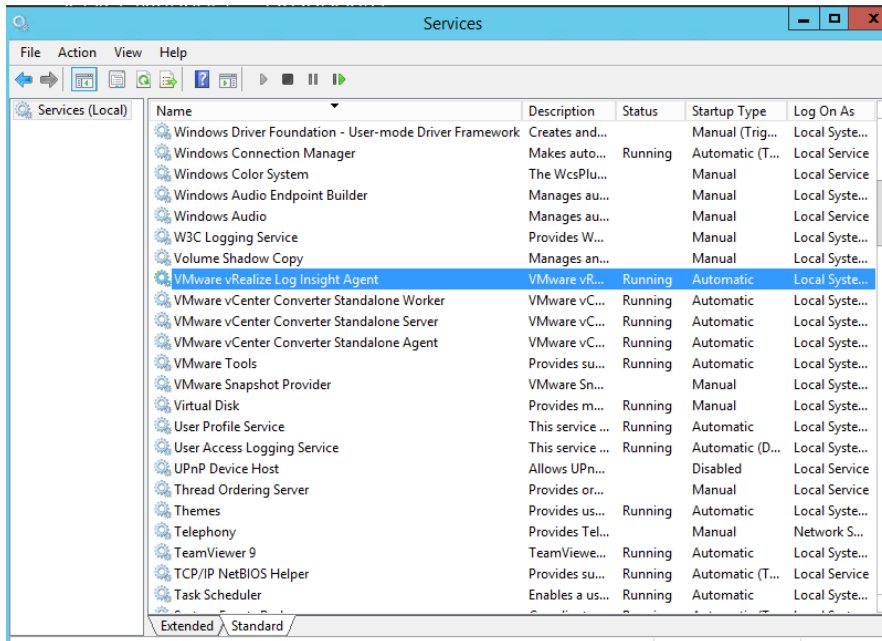 Services
File Action View Help
Services (Local)
Name Description Status Startup Type Log On As
Windows Driver Foundation - User-mode Driver Framework Creates and... Manual (Trig... Local Syste...
Windows Connection Manager Makes auto... Running Automatic (T... Local Service
Windows Color System The WcsPlu... Manual Local Service
Windows Audio Endpoint Builder Manages au... Manual Local Syste...
Windows Audio Manages au... Manual Local Service
W3C Logging Service Provides W... Manual Local Syste...
Volume Shadow Copy Manages an... Manual Local Syste...
VMware vRealize Log Insight Agent VMware vR... Running Automatic Local Syste...
VMware vCenter Converter Standalone Worker VMware vC... Running Automatic Local Syste...
VMware vCenter Converter Standalone Server VMware vC... Running Automatic Local Syste...
VMware vCenter Converter Standalone Agent VMware vC... Running Automatic Local Syste...
VMware Tools Provides su... Running Automatic Local Syste...
VMware Snapshot Provider VMware Sn... Manual Local Syste...
Virtual Disk Provides m... Running Manual Local Syste...
User Profile Service This service ... Running Automatic Local Syste...
User Access Logging Service This service ... Running Automatic (D... Local Syste...
UPnP Device Host Allows UPn... Disabled Local Service
Thread Ordering Server Provides or... Manual Local Service
Themes Provides us... Running Automatic Local Syste...
Telephony Provides Tel... Manual Network S...
TeamViewer 9 TeamViewe... Running Automatic Local Syste...
TCP/IP NetBIOS Helper Provides su... Running Automatic (T... Local Service
Task Scheduler Enables a us... Running Automatic Local Syste...
Extended Standard